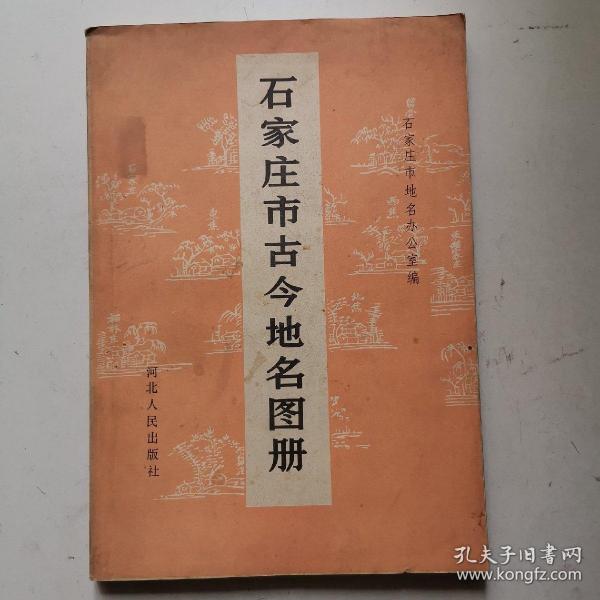 石家庄市古今地名图册
石家庄市地名办公室编
河北人民出版社
孔夫子旧书网
www.kongfz.com